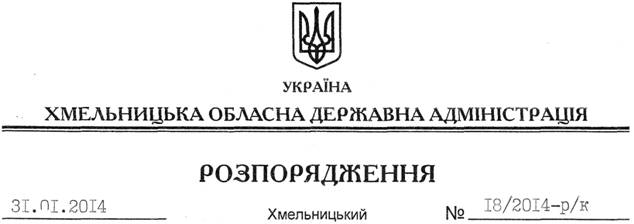 УКРАЇНА
ХМЕЛЬНИЦЬКА ОБЛАСНА ДЕРЖАВНА АДМІНІСТРАЦІЯ
РОЗПОРЯДЖЕННЯ
31.01.2014 Хмельницький № 18/2014-р/к